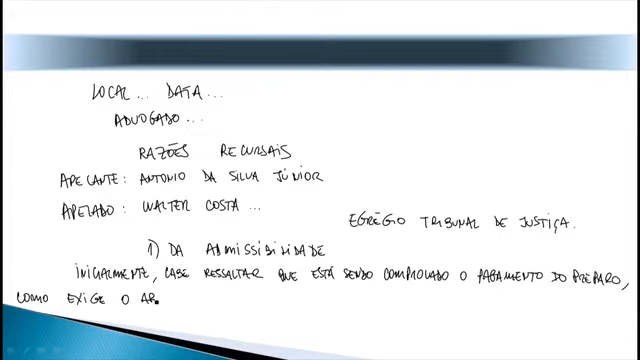 LOCAL... DATA...
ADVOGADO...
RAZÕES RECURSAIS
APELANTE: ANTONIO DA SILVA JÚNIOR
APELADO: WALTER COSTA...
EGRÉGIO TRIBUNAL DE JUSTIÇA.
1) DA ADMISSIBILIDADE
INICIALMENTE, CABE RESSALTAR QUE ESTÁ SENDO COMPROVADO O PAGAMENTO DO PREPARO,
COMO EXIGE O AR